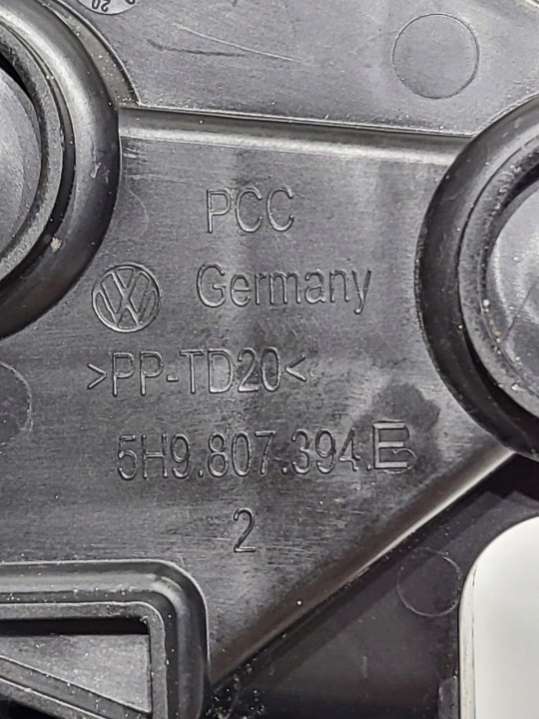 PCC
Germany
>PP-TD20<
5H9.807.394.E
2